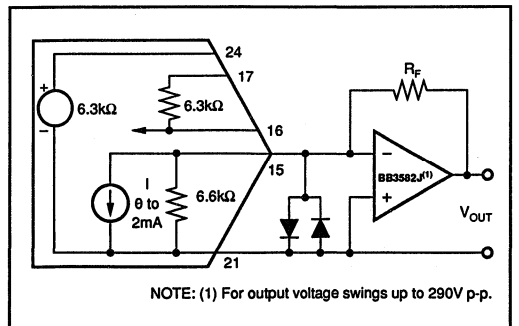 24
17
R_F
+
6.3kΩ
−
6.3kΩ
16
−
BB3582J(1)
15
I
θ to
2mA
6.6kΩ
+
V_OUT
21
NOTE: (1) For output voltage swings up to 290V p-p.